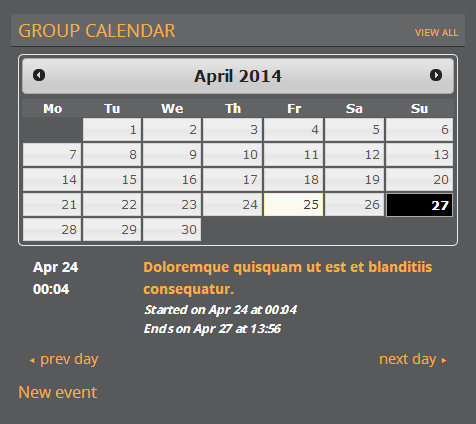 GROUP CALENDAR VIEW ALL
April 2014
Mo Tu We Th Fr Sa Su
1 2 3 4 5 6
7 8 9 10 11 12 13
14 15 16 17 18 19 20
21 22 23 24 25 26 27
28 29 30
Apr 24 Doloremque quisquam ut est et blanditiis
00:04 consequatur.
Started on Apr 24 at 00:04
Ends on Apr 27 at 13:56
prev day next day
New event